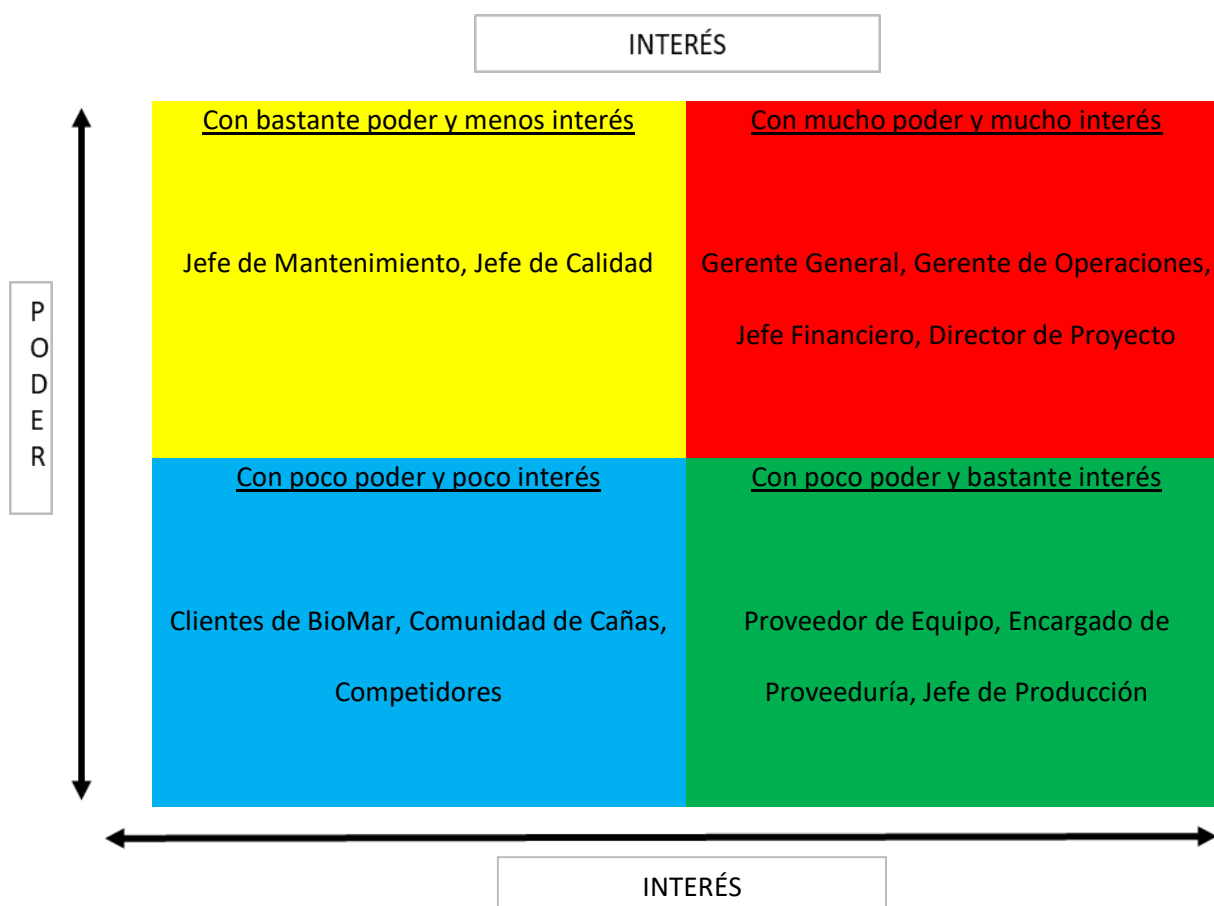 INTERÉS
Con bastante poder y menos interés
Jefe de Mantenimiento, Jefe de Calidad
Con mucho poder y mucho interés
Gerente General, Gerente de Operaciones,
Jefe Financiero, Director de Proyecto
P
O
D
E
R
Con poco poder y poco interés
Clientes de BioMar, Comunidad de Cañas,
Competidores
Con poco poder y bastante interés
Proveedor de Equipo, Encargado de
Proveeduría, Jefe de Producción
INTERÉS